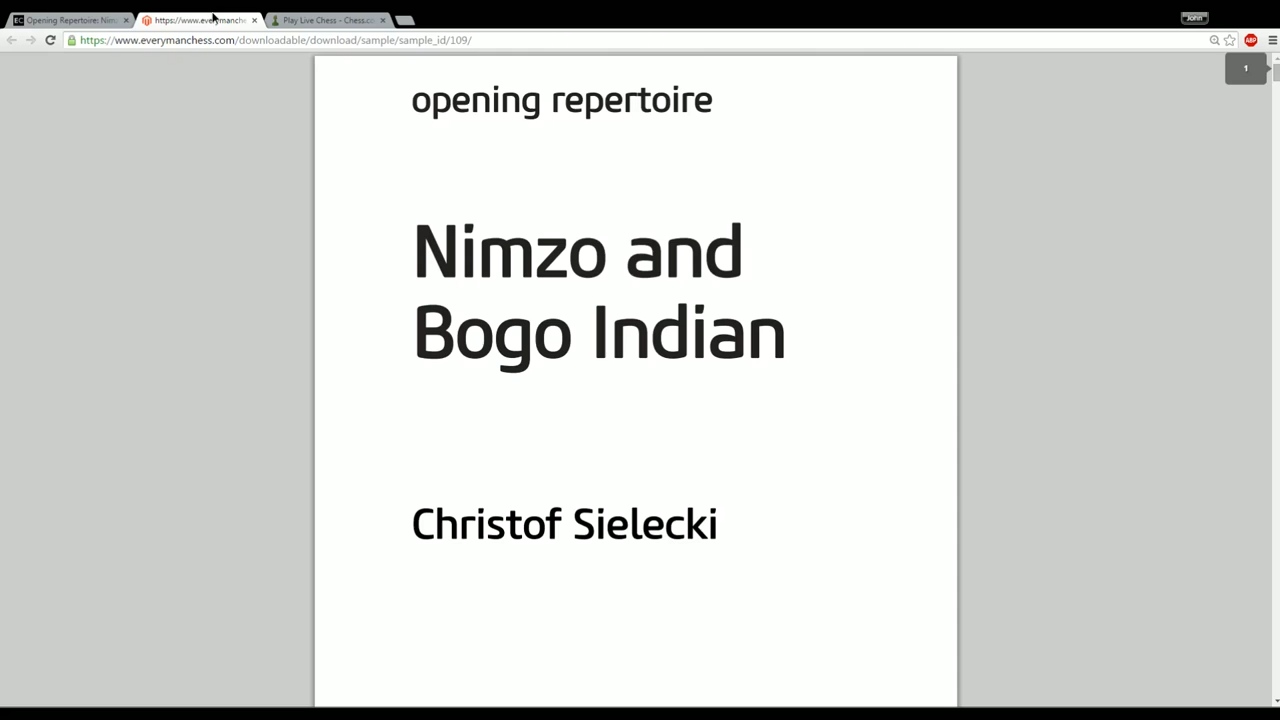 Opening Repertoire: Nim
https://www.everymanche
Play Live Chess - Chess.co
John
https://www.everymanchess.com/downloadable/download/sample/sample_id/109/
ABP
1
opening repertoire
Nimzo and
Bogo Indian
Christof Sielecki